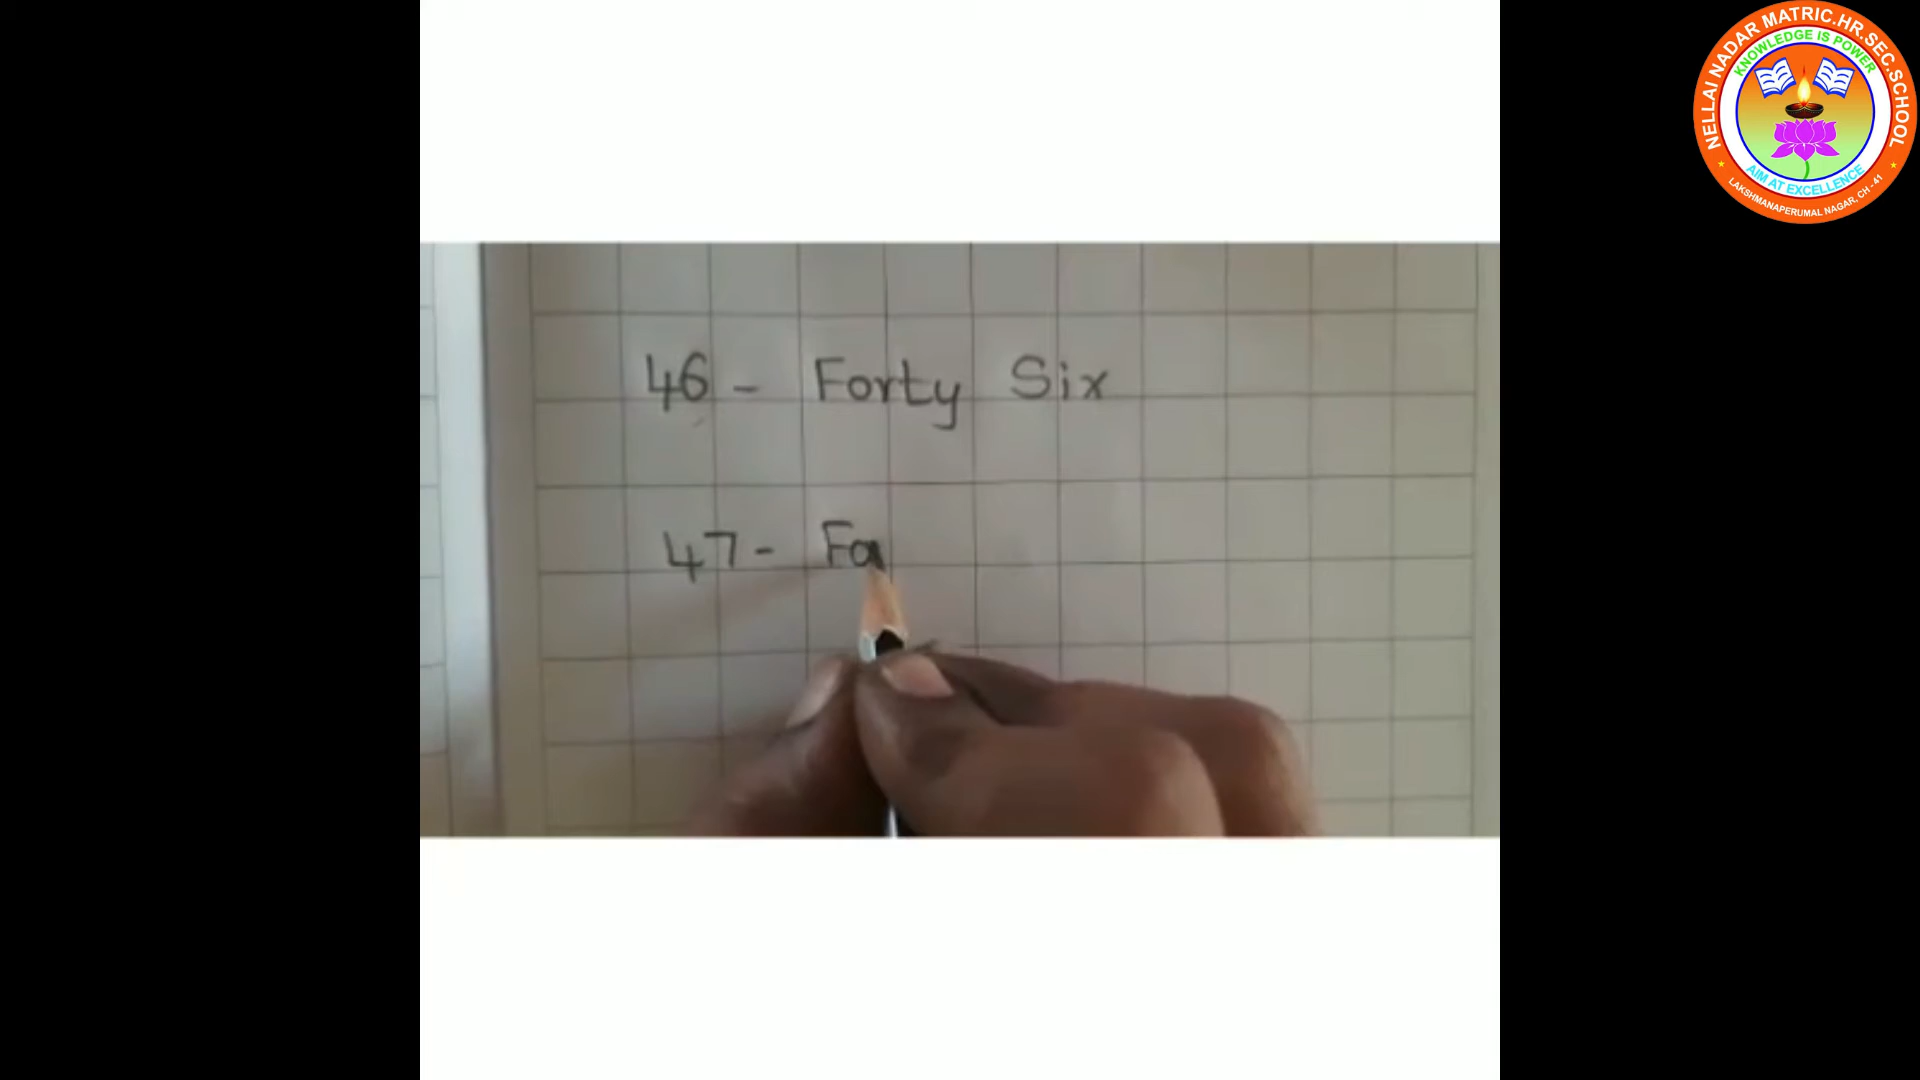 NELLAI NADAR MATRIC.HR.SEC.SCHOOL
KNOWLEDGE IS POWER
AIM AT EXCELLENCE
LAKSHMANAPERUMAL NAGAR, CH - 41
46 - Forty Six
47 - Fo